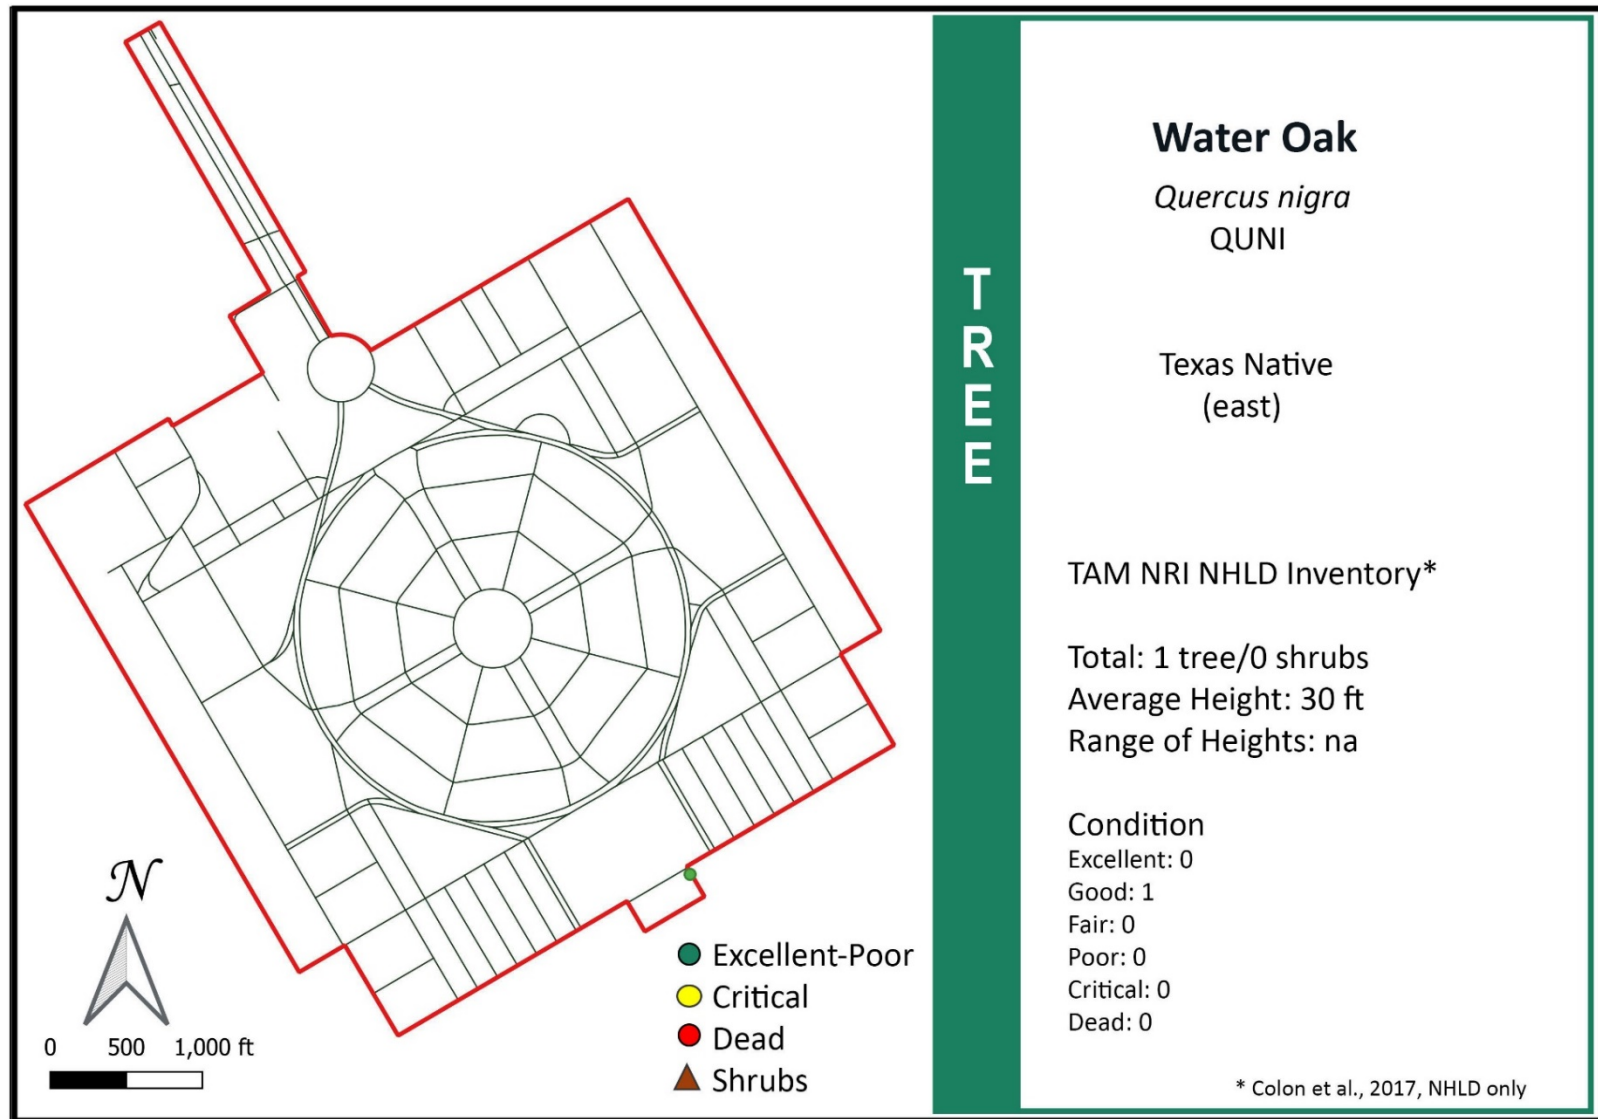 N
0 500 1,000 ft
Excellent-Poor
Critical
Dead
Shrubs
TREE
Water Oak
Quercus nigra
QUNI
Texas Native
(east)
TAM NRI NHLD Inventory*
Total: 1 tree/0 shrubs
Average Height: 30 ft
Range of Heights: na
Condition
Excellent: 0
Good: 1
Fair: 0
Poor: 0
Critical: 0
Dead: 0
* Colon et al., 2017, NHLD only